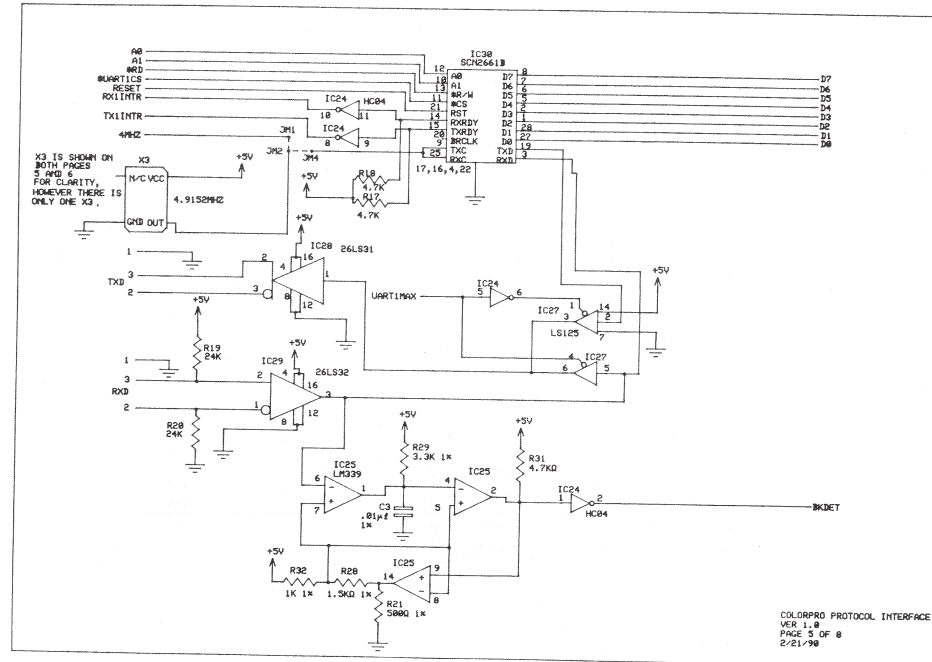 A0
A1
*RD
*UART1CS
RESET
RX1INTR
TX1INTR
4MHZ
JM1
JM2
JM4
IC24
10
11
HC04
IC24
8
9
IC30
SCN2661B
12
10
13
11
21
14
15
20
9
25
A0
A1
*R/W
*CS
RST
RXRDY
TXRDY
BRCLK
TXC
RXC
17,16,4,22
D7
D6
D5
D4
D3
D2
D1
D0
TXD
RXD
8
7
6
5
2
1
28
27
19
3
D7
D6
D5
D4
D3
D2
D1
D0
X3 IS SHOWN ON
BOTH PAGES
5 AND 6
FOR CLARITY,
HOWEVER THERE IS
ONLY ONE X3.
X3
N/C VCC
GND OUT
+5V
4.9152MHZ
+5V
R18
4.7K
R17
4.7K
+5V
IC28
26LS31
1
TXD
3
2
2
3
4
16
8
12
1
UART1MAX
IC24
5
6
IC27
1
3
2
14
7
LS125
+5V
IC27
4
6
5
+5V
R19
24K
1
3
RXD
2
R20
24K
+5V
IC29
26LS32
2
1
4
16
8
12
3
IC25
LM339
6
7
1
+5V
R29
3.3K 1%
C3
.01µf
1%
IC25
4
5
2
+5V
R31
4.7KΩ
IC24
1
2
HC04
BKDET
+5V
R32
1K 1%
R28
1.5KΩ 1%
IC25
14
9
8
R21
500Ω 1%
COLORPRO PROTOCOL INTERFACE
VER 1.0
PAGE 5 OF 8
2/21/90